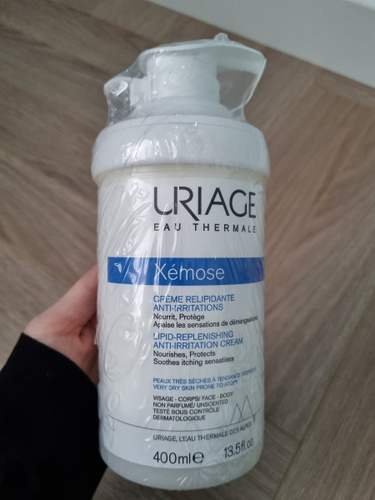 URIAGE
EAU THERMALE
Xémose
CRÈME RELIPIDANTE
ANTI-IRRITATIONS
Nourrit, Protège
Apaise les sensations de démangeaisons
LIPID-REPLENISHING
ANTI-IRRITATION CREAM
Nourishes, Protects
Soothes itching sensations
PEAUX TRÈS SÈCHES À TENDANCE
VERY DRY SKIN PRONE TO ATOPY
VISAGE - CORPS/ FACE - BODY
NON PARFUMÉ/ UNSCENTED
TESTÉ SOUS CONTRÔLE
DERMATOLOGIQUE
URIAGE, L'EAU THERMALE DES ALPES
400ml℮ 13.5fl.oz